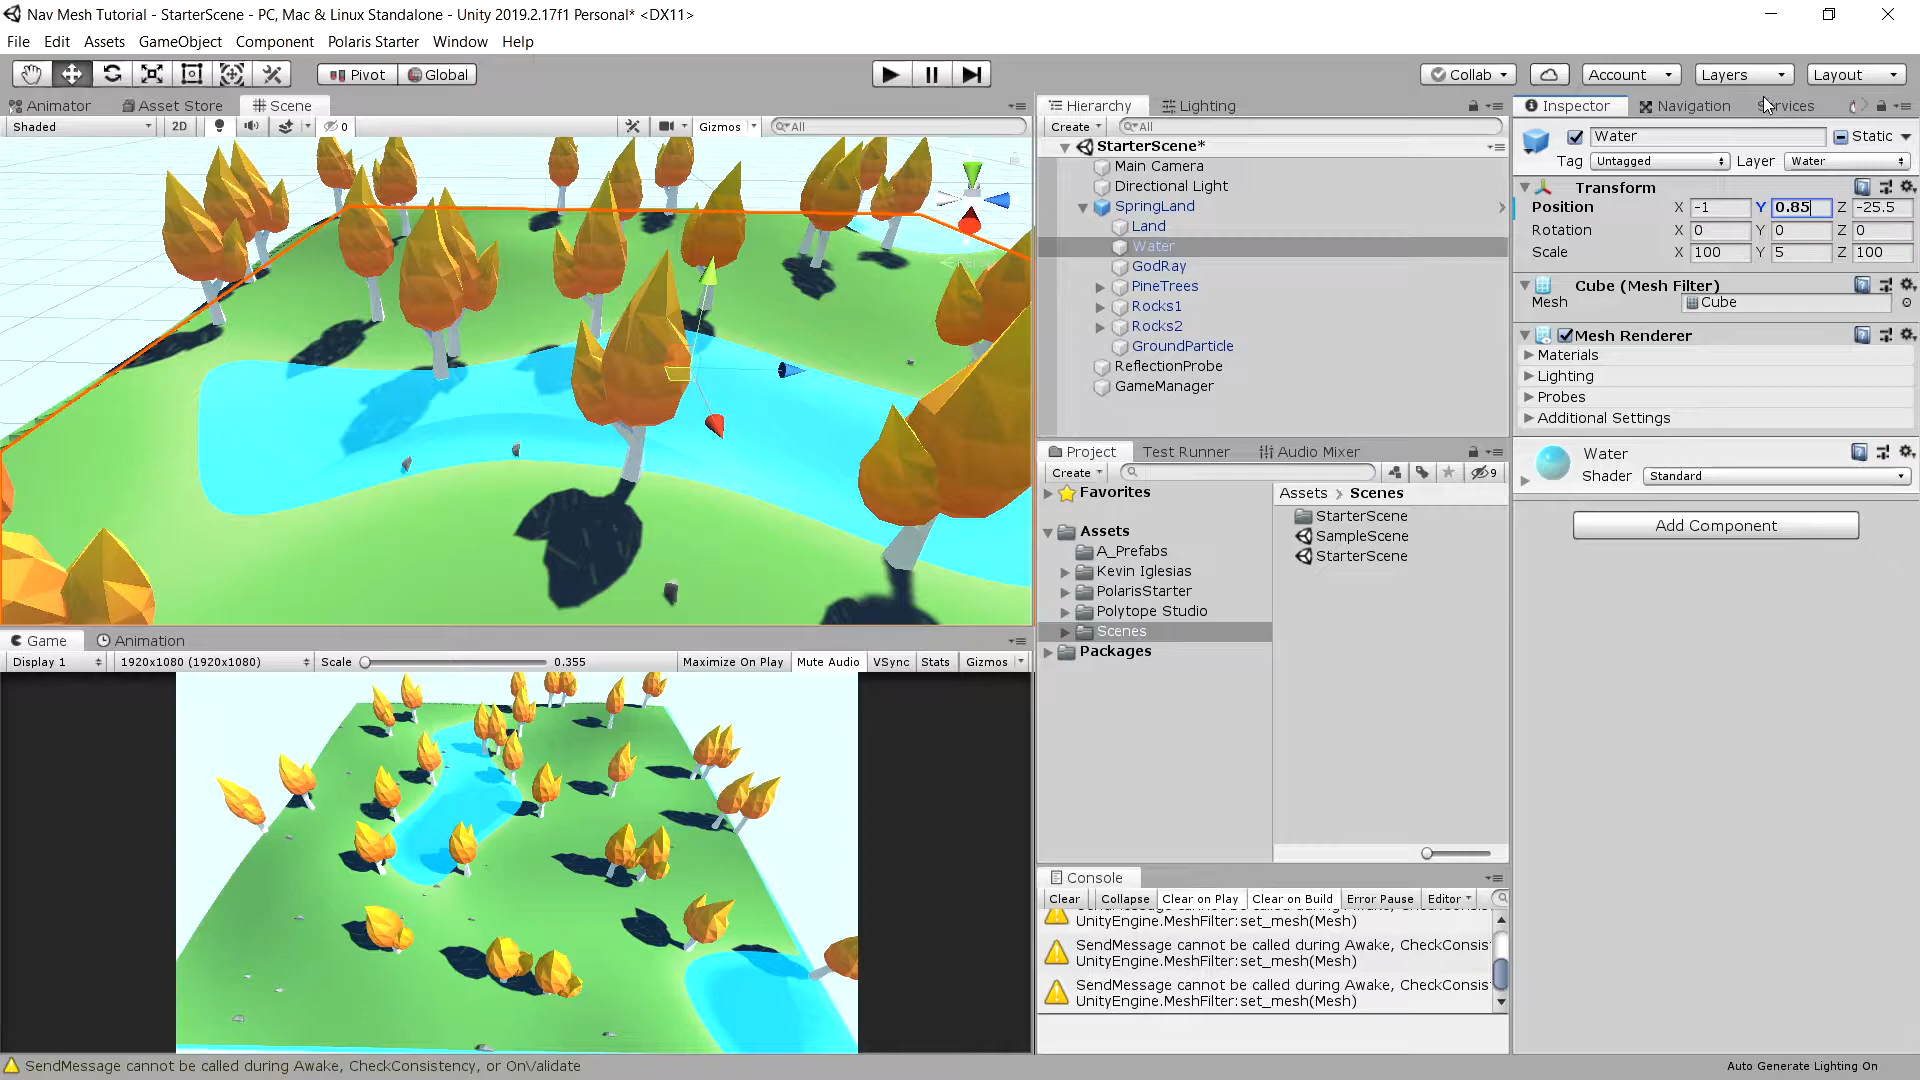 Nav Mesh Tutorial - StarterScene - PC, Mac & Linux Standalone - Unity 2019.2.17f1 Personal* <DX11>
File Edit Assets GameObject Component Polaris Starter Window Help
Pivot Global Collab Account Layers Layout
Animator Asset Store Scene
Shaded 2D 0 Gizmos All
Hierarchy Lighting
Create All
StarterScene*
Main Camera
Directional Light
SpringLand
Land
Water
GodRay
PineTrees
Rocks1
Rocks2
GroundParticle
ReflectionProbe
GameManager
Inspector Navigation Services
Water Static
Tag Untagged Layer Water
Transform
Position X -1 Y 0.85 Z -25.5
Rotation X 0 Y 0 Z 0
Scale X 100 Y 5 Z 100
Cube (Mesh Filter)
Mesh Cube
Mesh Renderer
Materials
Lighting
Probes
Additional Settings
Water
Shader Standard
Add Component
Project Test Runner Audio Mixer
Create 9
Favorites
Assets
A_Prefabs
Kevin Iglesias
PolarisStarter
Polytope Studio
Scenes
Packages
Assets > Scenes
StarterScene
SampleScene
StarterScene
Game Animation
Display 1 1920x1080 (1920x1080) Scale 0.355 Maximize On Play Mute Audio VSync Stats Gizmos
Console
Clear Collapse Clear on Play Clear on Build Error Pause Editor
UnityEngine.MeshFilter:set_mesh(Mesh)
SendMessage cannot be called during Awake, CheckConsis
UnityEngine.MeshFilter:set_mesh(Mesh)
SendMessage cannot be called during Awake, CheckConsis
UnityEngine.MeshFilter:set_mesh(Mesh)
SendMessage cannot be called during Awake, CheckConsistency, or OnValidate
Auto Generate Lighting On